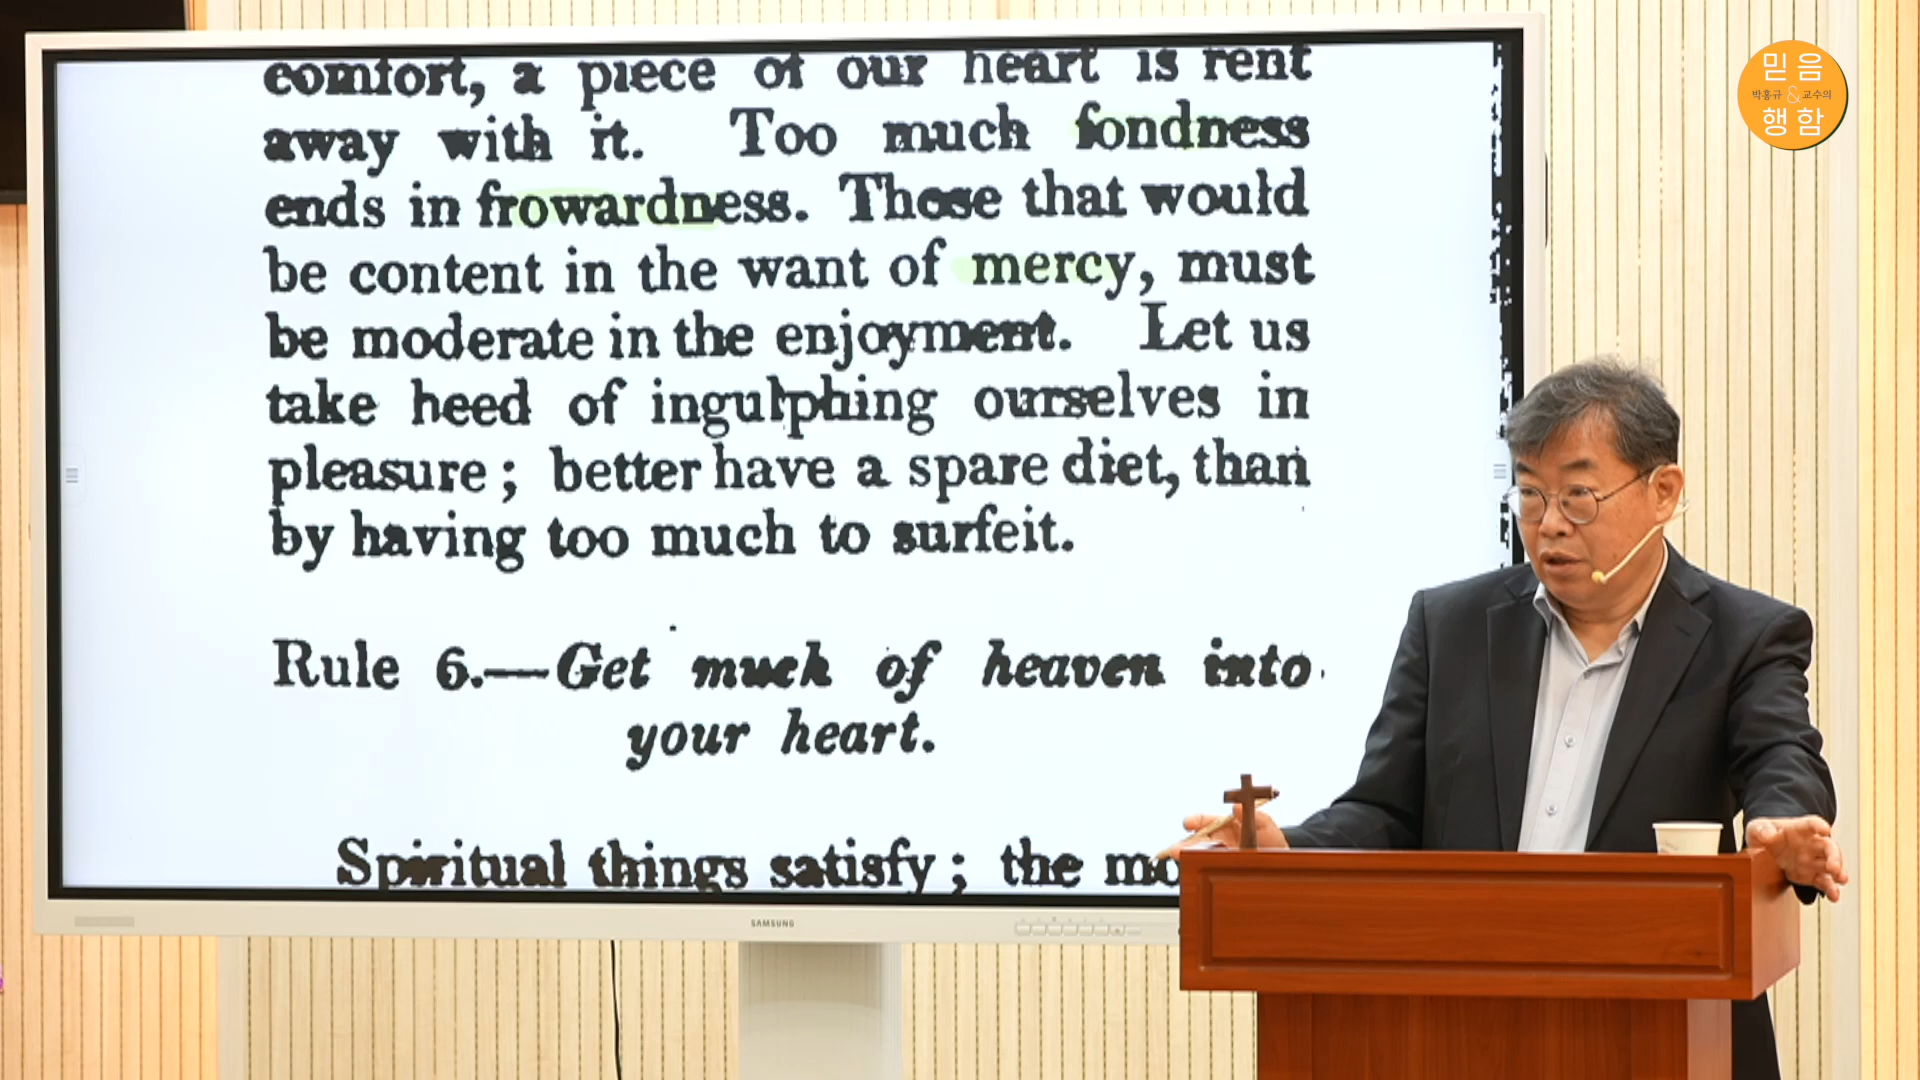 comfort, a piece of our heart is rent
away with it. Too much fondness
ends in frowardness. Those that would
be content in the want of mercy, must
be moderate in the enjoyment. Let us
take heed of ingulphing ourselves in
pleasure; better have a spare diet, than
by having too much to surfeit.
Rule 6.—Get much of heaven into
your heart.
Spiritual things satisfy; the
SAMSUNG
믿음
박홍규 & 교수의
행함